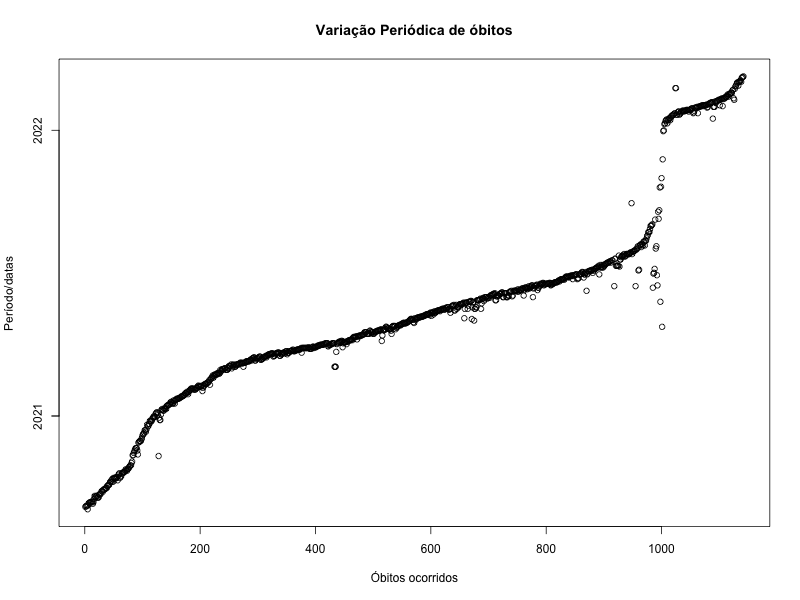 Variação Periódica de óbitos
2022
2021
Período/datas
0 200 400 600 800 1000
Óbitos ocorridos